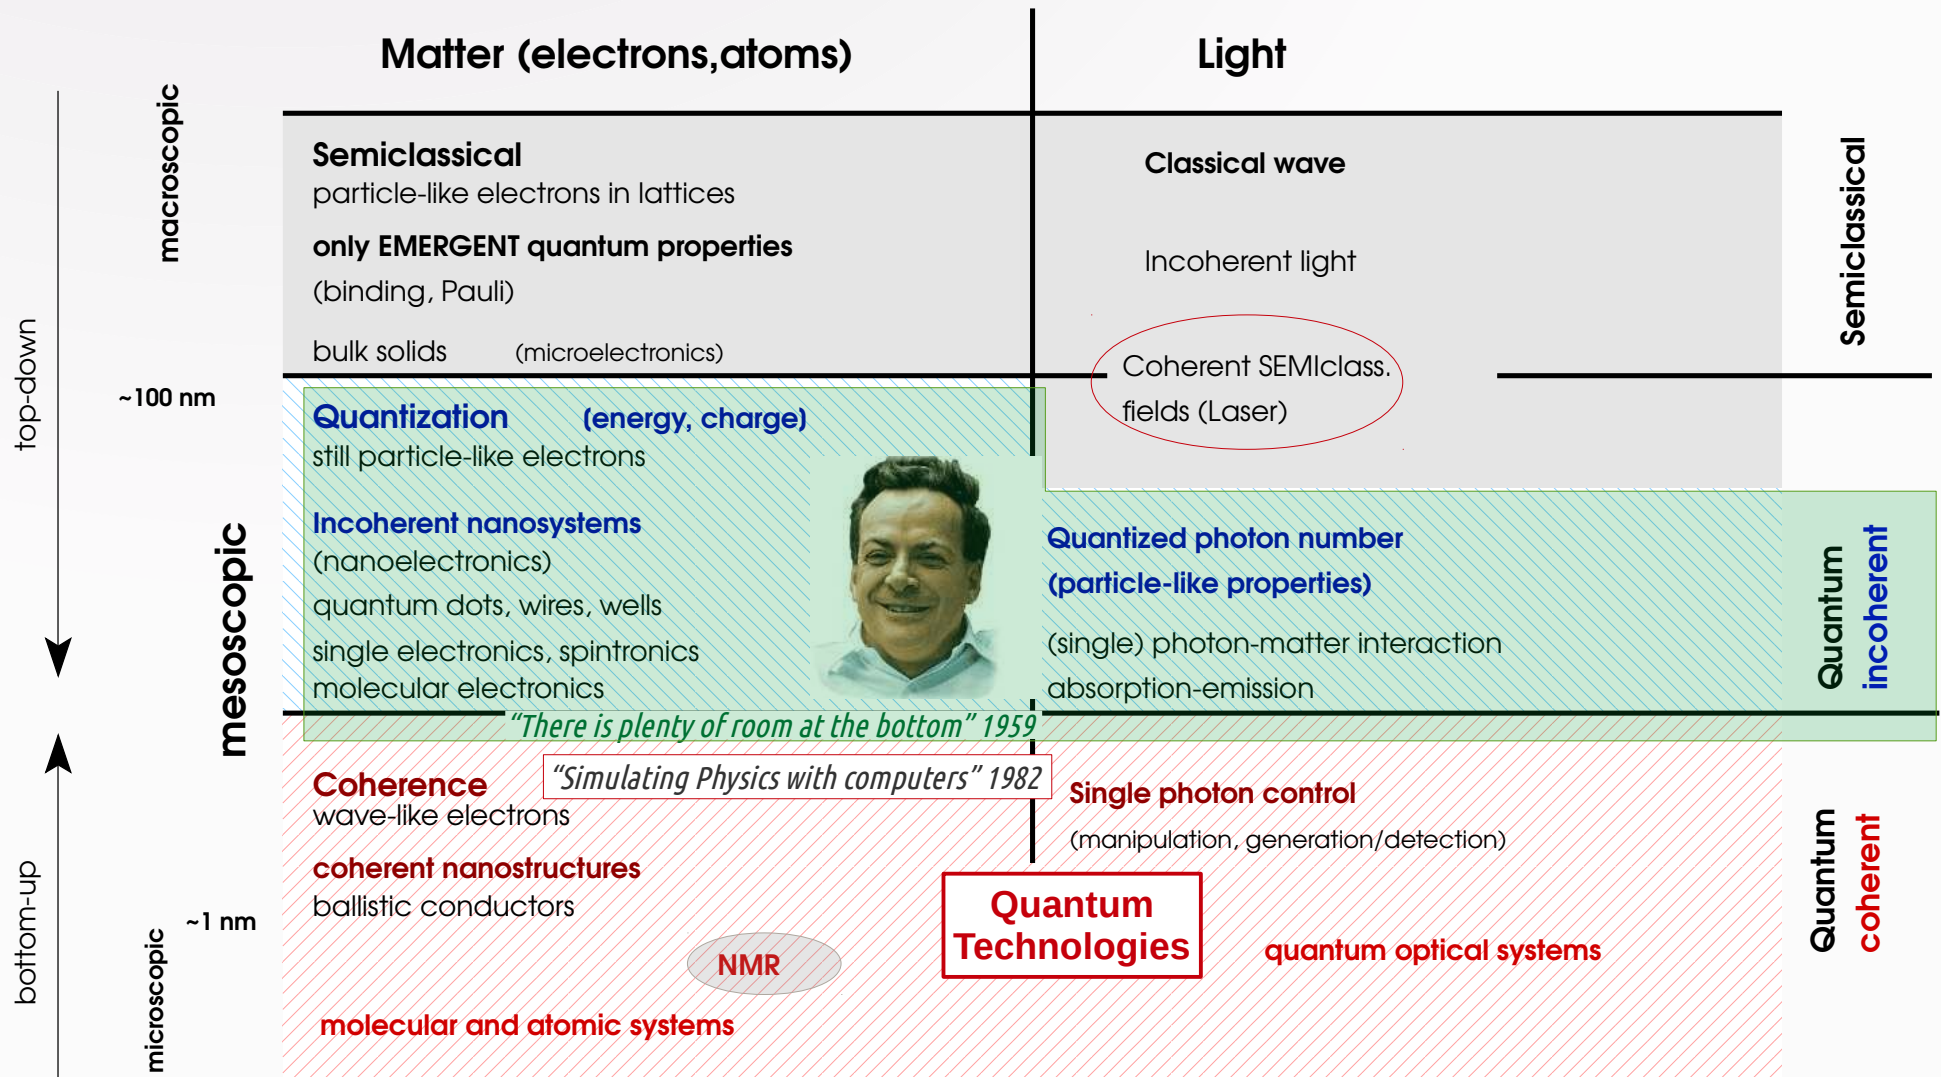 Matter (electrons,atoms)
Light
macroscopic
Semiclassical
particle-like electrons in lattices
only EMERGENT quantum properties
(binding, Pauli)
bulk solids (microelectronics)
Classical wave
Incoherent light
Coherent SEMIclass.
fields (Laser)
Semiclassical
top-down
~100 nm
mesoscopic
Quantization (energy, charge)
still particle-like electrons
Incoherent nanosystems
(nanoelectronics)
quantum dots, wires, wells
single electronics, spintronics
molecular electronics
Quantized photon number
(particle-like properties)
(single) photon-matter interaction
absorption-emission
Quantum
incoherent
“There is plenty of room at the bottom” 1959
“Simulating Physics with computers” 1982
bottom-up
~1 nm
microscopic
Coherence
wave-like electrons
coherent nanostructures
ballistic conductors
NMR
molecular and atomic systems
Single photon control
(manipulation, generation/detection)
Quantum
Technologies
quantum optical systems
Quantum
coherent